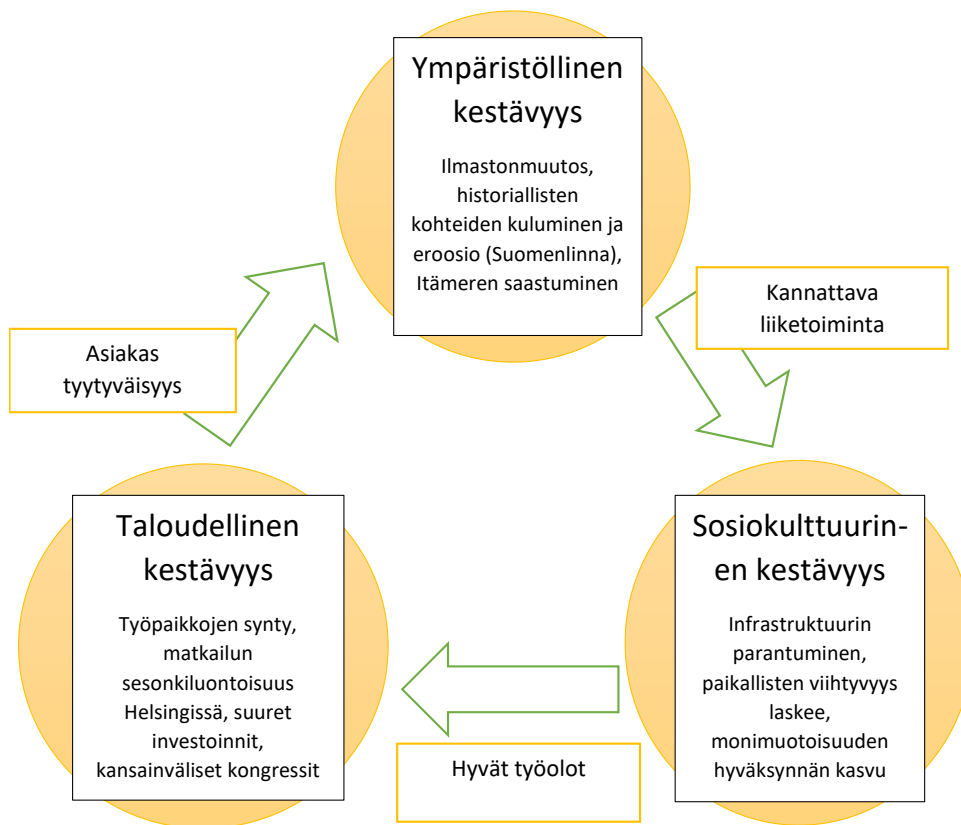 Ympäristöllinen
kestävyys
Ilmastonmuutos,
historiallisten
kohteiden kuluminen ja
eroosio (Suomenlinna),
Itämeren saastuminen
Kannattava
liiketoiminta
Asiakas
tyytyväisyys
Taloudellinen
kestävyys
Työpaikkojen synty,
matkailun
sesonkiluontoisuus
Helsingissä, suuret
investoinnit,
kansainväliset kongressit
Sosiokulttuurin-
en kestävyys
Infrastruktuurin
parantuminen,
paikallisten viihtyvyys
laskee,
monimuotoisuuden
hyväksynnän kasvu
Hyvät työolot